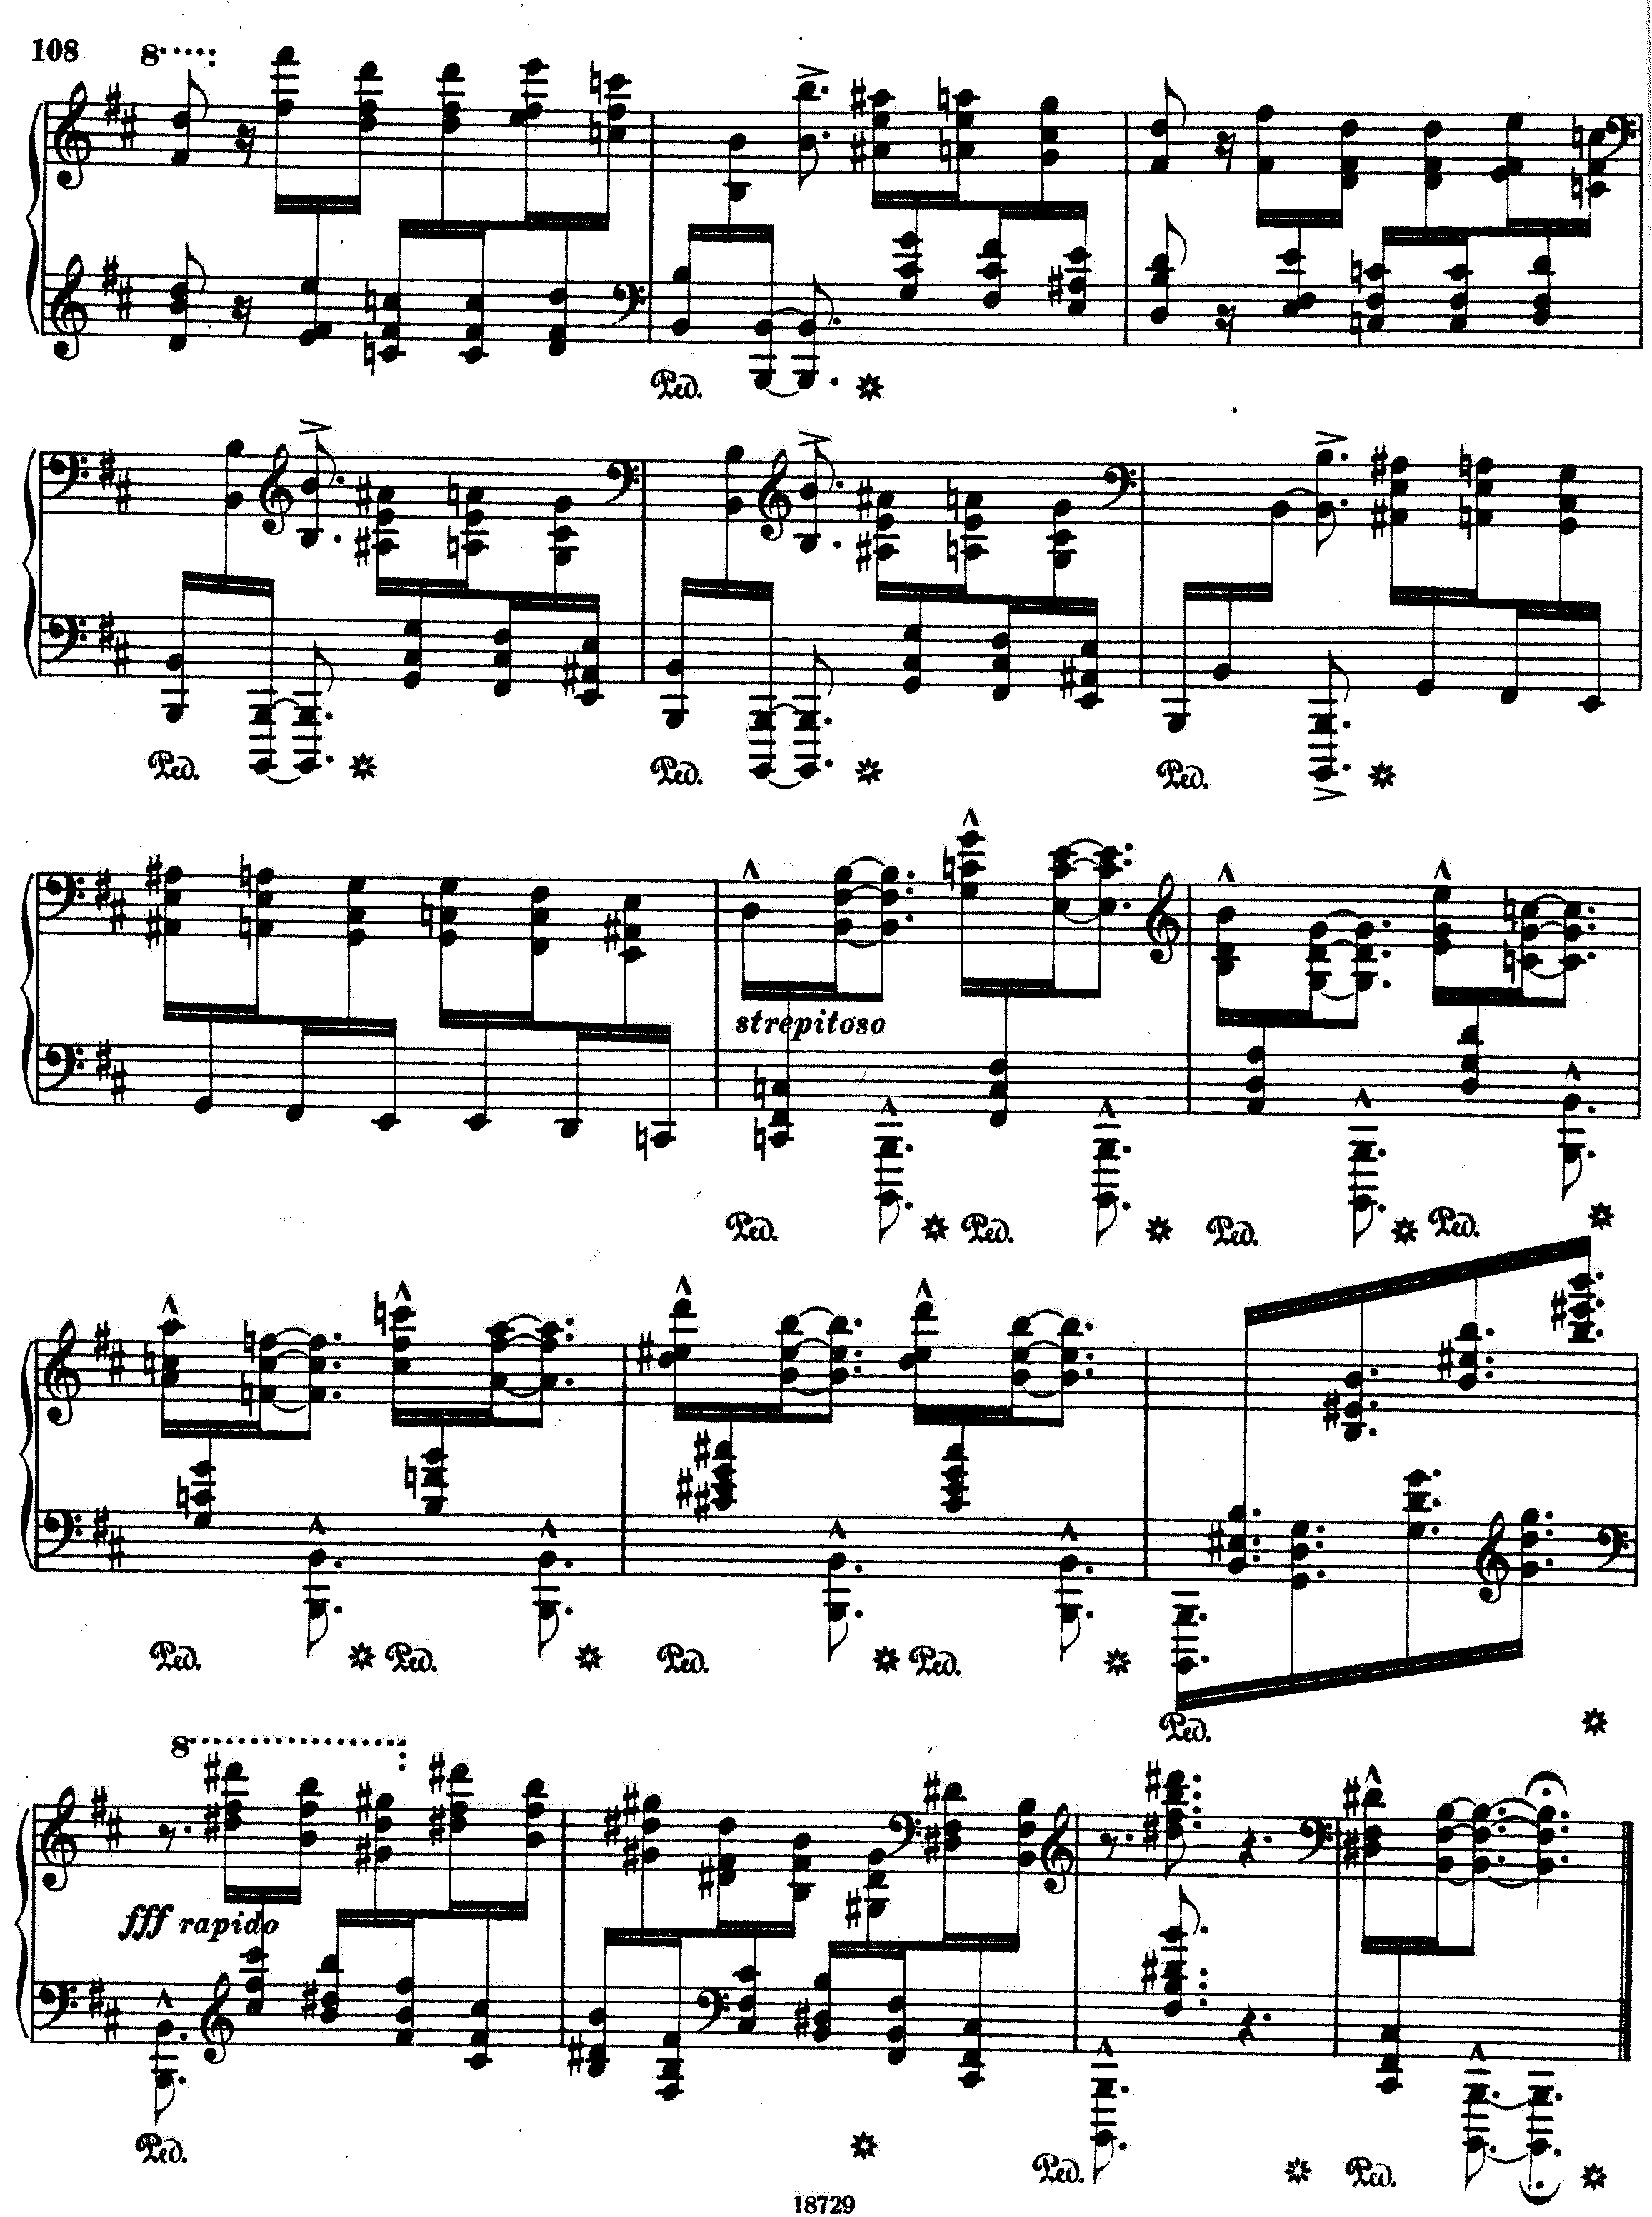 108
8
Ped.
Ped. Ped. Ped.
strepitoso
Ped. Ped. Ped. Ped.
Ped. Ped. Ped. Ped. Ped.
8
fff rapido
Ped. Ped. Ped.
18729